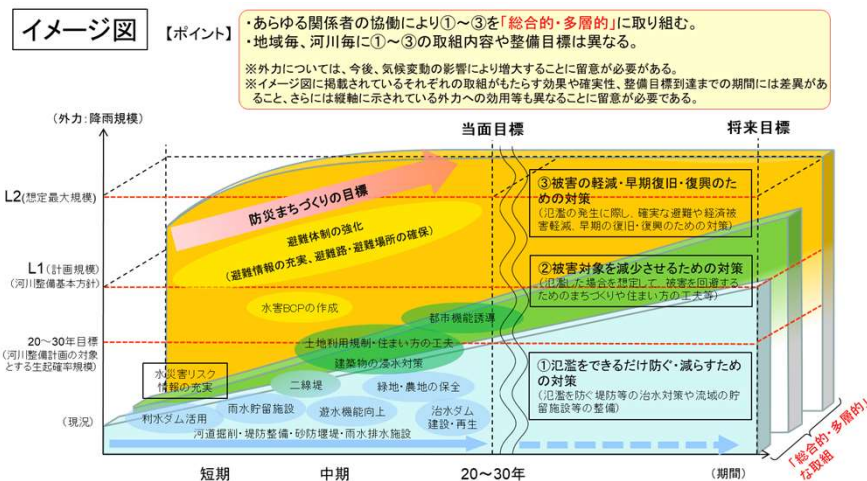 イメージ図
【ポイント】
・あらゆる関係者の協働により①～③を「総合的・多層的」に取り組む。
・地域毎、河川毎に①～③の取組内容や整備目標は異なる。
※外力については、今後、気候変動の影響により増大することに留意が必要がある。
※イメージ図に掲載されているそれぞれの取組がもたらす効果や確実性、整備目標到達までの期間には差異があ
ること、さらには縦軸に示されている外力への効用等も異なることに留意が必要である。
(外力:降雨規模)
当面目標
将来目標
L2(想定最大規模)
防災まちづくりの目標
③被害の軽減・早期復旧・復興のた
めの対策
(氾濫の発生に際し、確実な避難や経済被
害軽減、早期の復旧・復興のための対策)
避難体制の強化
(避難情報の充実、避難路・避難場所の確保)
L1(計画規模)
(河川整備基本方針)
②被害対象を減少させるための対策
(氾濫した場合を想定して、被害を回避する
ためのまちづくりや住まい方の工夫等)
水害BCPの作成
都市機能誘導
20～30年目標
(河川整備計画の対象
とする生起確率規模)
土地利用規制・住まい方の工夫
建築物の浸水対策
①氾濫をできるだけ防ぐ・減らすため
の対策
(氾濫を防ぐ堤防等の治水対策や流域の貯
留施設等の整備)
水災害リスク
情報の充実
二線堤
緑地・農地の保全
(現況)
利水ダム活用
雨水貯留施設
遊水機能向上
治水ダム
建設・再生
河道掘削・堤防整備・砂防堰堤・雨水排水施設
「総合的・多層的」
な取組
短期
中期
20～30年
(期間)